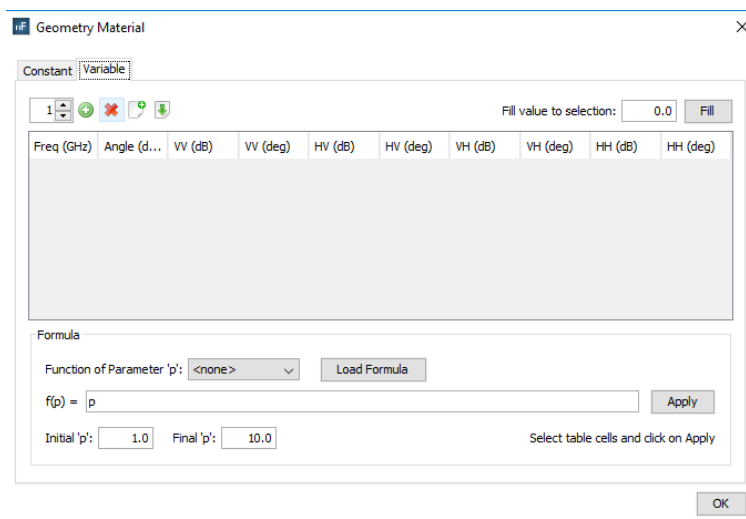 nF Geometry Material
Constant Variable
1 Fill value to selection: 0.0 Fill
Freq (GHz) Angle (d... VV (dB) VV (deg) HV (dB) HV (deg) VH (dB) VH (deg) HH (dB) HH (deg)
Formula
Function of Parameter 'p': <none> Load Formula
f(p) = p Apply
Initial 'p': 1.0 Final 'p': 10.0 Select table cells and click on Apply
OK